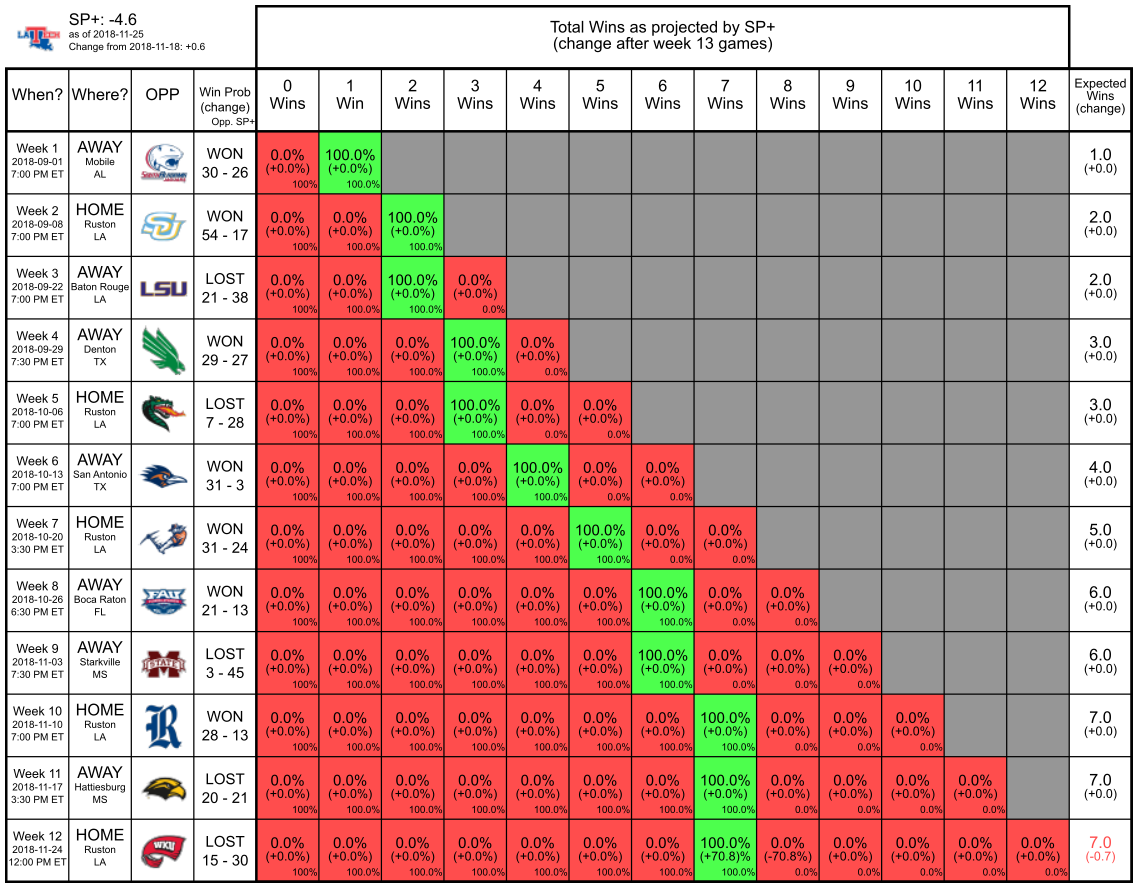 LA TECH SP+: -4.6
as of 2018-11-25
Change from 2018-11-18: +0.6
Total Wins as projected by SP+
(change after week 13 games)
When? Where? OPP Win Prob 0 1 2 3 4 5 6 7 8 9 10 11 12 Expected
(change) Wins Win Wins Wins Wins Wins Wins Wins Wins Wins Wins Wins Wins Wins
Opp. SP+ (change)
Week 1 AWAY WON 0.0% 100.0% 1.0
2018-09-01 Mobile (+0.0%) (+0.0%) (+0.0)
7:00 PM ET AL 30 - 26 100% 100.0%
Week 2 HOME WON 0.0% 0.0% 100.0% 2.0
2018-09-08 Ruston (+0.0%) (+0.0%) (+0.0%) (+0.0)
7:00 PM ET LA 54 - 17 100% 100.0% 100.0%
Week 3 AWAY LSU LOST 0.0% 0.0% 100.0% 0.0% 2.0
2018-09-22 Baton Rouge (+0.0%) (+0.0%) (+0.0%) (+0.0%) (+0.0)
7:00 PM ET LA 21 - 38 100% 100.0% 100.0% 0.0%
Week 4 AWAY WON 0.0% 0.0% 0.0% 100.0% 0.0% 3.0
2018-09-29 Denton (+0.0%) (+0.0%) (+0.0%) (+0.0%) (+0.0%) (+0.0)
7:30 PM ET TX 29 - 27 100% 100.0% 100.0% 100.0% 0.0%
Week 5 HOME LOST 0.0% 0.0% 0.0% 100.0% 0.0% 0.0% 3.0
2018-10-06 Ruston (+0.0%) (+0.0%) (+0.0%) (+0.0%) (+0.0%) (+0.0%) (+0.0)
7:00 PM ET LA 7 - 28 100% 100.0% 100.0% 100.0% 0.0% 0.0%
Week 6 AWAY WON 0.0% 0.0% 0.0% 0.0% 100.0% 0.0% 0.0% 4.0
2018-10-13 San Antonio (+0.0%) (+0.0%) (+0.0%) (+0.0%) (+0.0%) (+0.0%) (+0.0%) (+0.0)
7:00 PM ET TX 31 - 3 100% 100.0% 100.0% 100.0% 100.0% 0.0% 0.0%
Week 7 HOME WON 0.0% 0.0% 0.0% 0.0% 0.0% 100.0% 0.0% 0.0% 5.0
2018-10-20 Ruston (+0.0%) (+0.0%) (+0.0%) (+0.0%) (+0.0%) (+0.0%) (+0.0%) (+0.0%) (+0.0)
3:30 PM ET LA 31 - 24 100% 100.0% 100.0% 100.0% 100.0% 100.0% 0.0% 0.0%
Week 8 AWAY FAU WON 0.0% 0.0% 0.0% 0.0% 0.0% 0.0% 100.0% 0.0% 0.0% 6.0
2018-10-26 Boca Raton (+0.0%) (+0.0%) (+0.0%) (+0.0%) (+0.0%) (+0.0%) (+0.0%) (+0.0%) (+0.0%) (+0.0)
6:30 PM ET FL 21 - 13 100% 100.0% 100.0% 100.0% 100.0% 100.0% 100.0% 0.0% 0.0%
Week 9 AWAY STATE LOST 0.0% 0.0% 0.0% 0.0% 0.0% 0.0% 100.0% 0.0% 0.0% 0.0% 6.0
2018-11-03 Starkville (+0.0%) (+0.0%) (+0.0%) (+0.0%) (+0.0%) (+0.0%) (+0.0%) (+0.0%) (+0.0%) (+0.0%) (+0.0)
7:30 PM ET MS 3 - 45 100% 100.0% 100.0% 100.0% 100.0% 100.0% 100.0% 0.0% 0.0% 0.0%
Week 10 HOME R WON 0.0% 0.0% 0.0% 0.0% 0.0% 0.0% 0.0% 100.0% 0.0% 0.0% 0.0% 7.0
2018-11-10 Ruston (+0.0%) (+0.0%) (+0.0%) (+0.0%) (+0.0%) (+0.0%) (+0.0%) (+0.0%) (+0.0%) (+0.0%) (+0.0%) (+0.0)
7:00 PM ET LA 28 - 13 100% 100.0% 100.0% 100.0% 100.0% 100.0% 100.0% 100.0% 0.0% 0.0% 0.0%
Week 11 AWAY LOST 0.0% 0.0% 0.0% 0.0% 0.0% 0.0% 0.0% 100.0% 0.0% 0.0% 0.0% 0.0% 7.0
2018-11-17 Hattiesburg (+0.0%) (+0.0%) (+0.0%) (+0.0%) (+0.0%) (+0.0%) (+0.0%) (+0.0%) (+0.0%) (+0.0%) (+0.0%) (+0.0%) (+0.0)
3:30 PM ET MS 20 - 21 100% 100.0% 100.0% 100.0% 100.0% 100.0% 100.0% 100.0% 0.0% 0.0% 0.0% 0.0%
Week 12 HOME WKU LOST 0.0% 0.0% 0.0% 0.0% 0.0% 0.0% 0.0% 100.0% 0.0% 0.0% 0.0% 0.0% 0.0% 7.0
2018-11-24 Ruston (+0.0%) (+0.0%) (+0.0%) (+0.0%) (+0.0%) (+0.0%) (+0.0%) (+70.8)% (-70.8%) (+0.0%) (+0.0%) (+0.0%) (+0.0%) (-0.7)
12:00 PM ET LA 15 - 30 100% 100.0% 100.0% 100.0% 100.0% 100.0% 100.0% 100.0% 0.0% 0.0% 0.0% 0.0% 0.0%